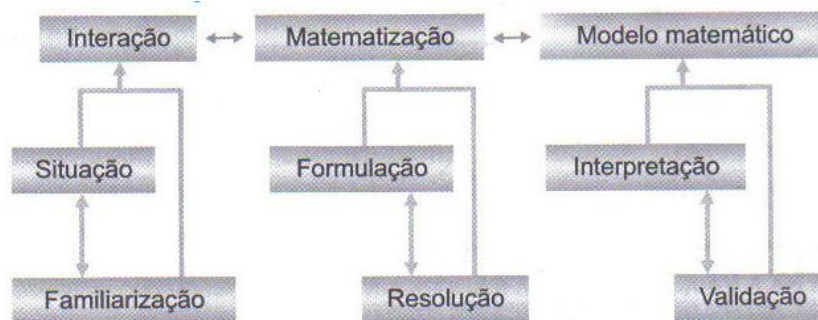 Interação
Matematização
Modelo matemático
Situação
Formulação
Interpretação
Familiarização
Resolução
Validação